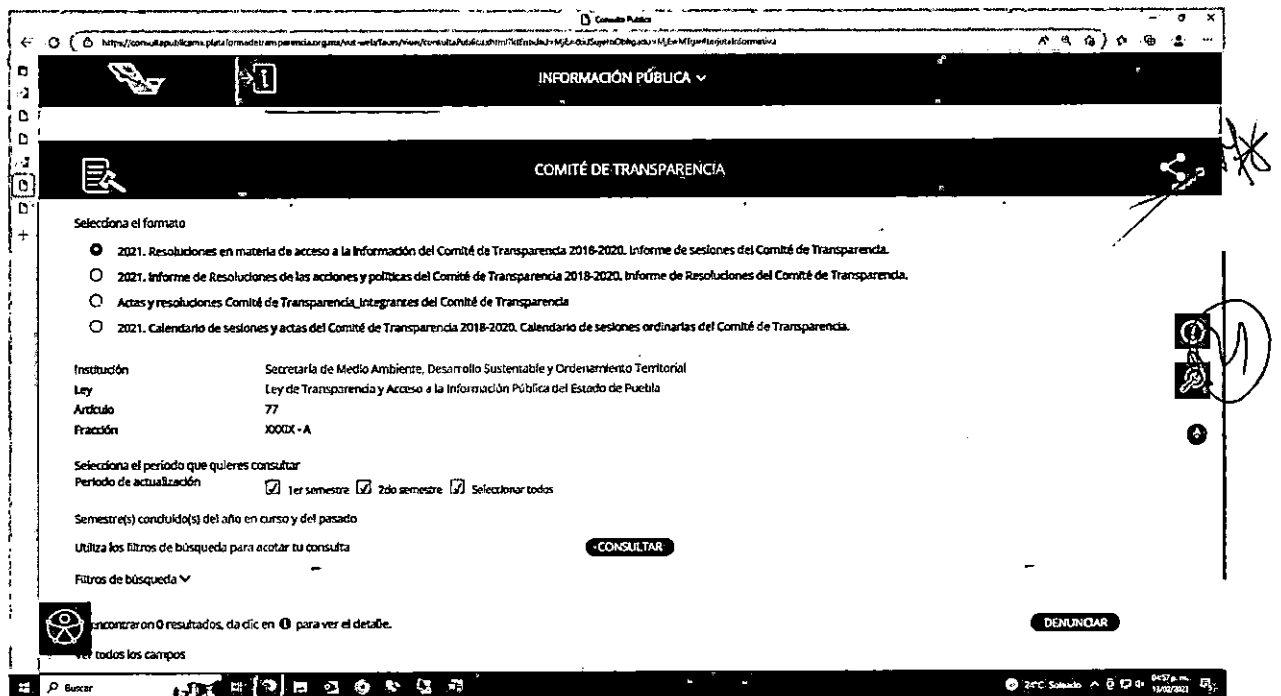 Consulta Publica
INFORMACIÓN PÚBLICA
COMITÉ DE TRANSPARENCIA
Selecciona el formato
2021. Resoluciones en materia de acceso a la Información del Comité de Transparencia 2018-2020. Informe de sesiones del Comité de Transparencia.
2021. Informe de Resoluciones de las acciones y políticas del Comité de Transparencia 2018-2020. Informe de Resoluciones del Comité de Transparencia.
Actas y resoluciones Comité de Transparencia_Integrantes del Comité de Transparencia
2021. Calendario de sesiones y actas del Comité de Transparencia 2018-2020. Calendario de sesiones ordinarias del Comité de Transparencia.
Institución Secretaría de Medio Ambiente, Desarrollo Sustentable y Ordenamiento Territorial
Ley Ley de Transparencia y Acceso a la Información Pública del Estado de Puebla
Artículo 77
Fracción XXXIX - A
Selecciona el periodo que quieres consultar
Periodo de actualización 1er semestre 2do semestre Seleccionar todos
Semestre(s) concluido(s) del año en curso y del pasado
Utiliza los filtros de búsqueda para acotar tu consulta CONSULTAR
Filtros de búsqueda
encontraron 0 resultados, da clic en para ver el detalle. DENUNCIAR
Ver todos los campos
Buscar 24°C Soleado 04:57 p. m.